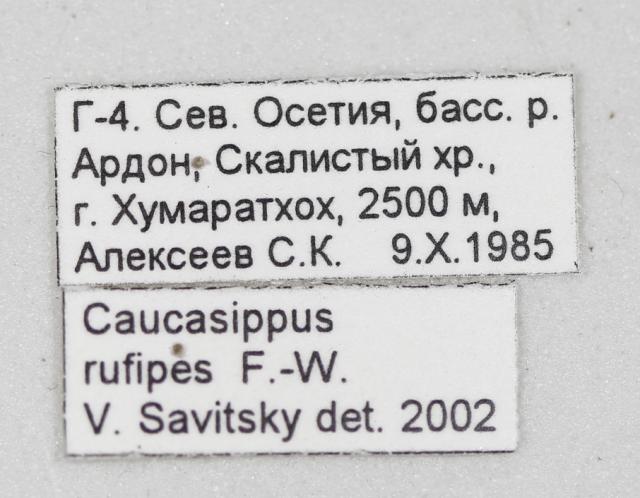 Г-4. Сев. Осетия, басс. р.
Ардон, Скалистый хр.,
г. Хумаратхох, 2500 м,
Алексеев С.К. 9.X.1985
Caucasippus
rufipes F.-W.
V. Savitsky det. 2002